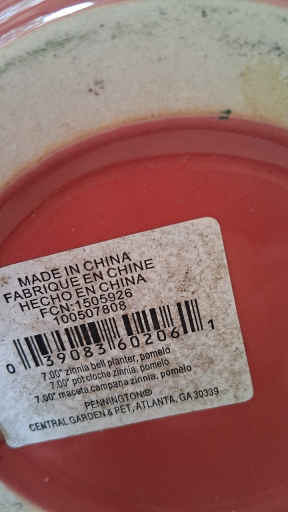 MADE IN CHINA
FABRIQUE EN CHINE
HECHO EN CHINA
FCN:1505926
100507808
0 39083 60206 1
7.00" zinnia bell planter, pomelo
7.00" pot cloche zinnia, pomelo
7.00" maceta campana zinnia, pomelo
PENNINGTON®
CENTRAL GARDEN & PET, ATLANTA, GA 30339